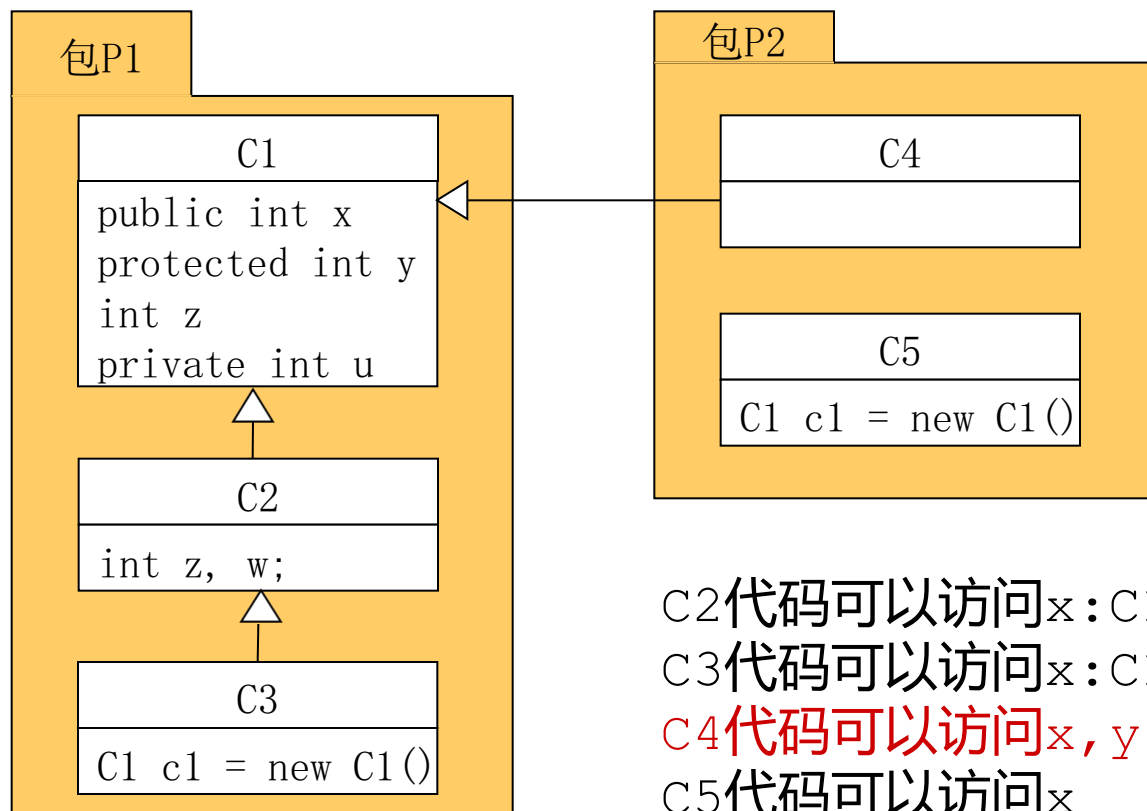 包P1
C1
public int x
protected int y
int z
private int u
C2
int z, w;
C3
C1 c1 = new C1()
包P2
C4
C5
C1 c1 = new C1()
C2代码可以访问x:C
C3代码可以访问x:C
C4代码可以访问x,y
C5代码可以访问x